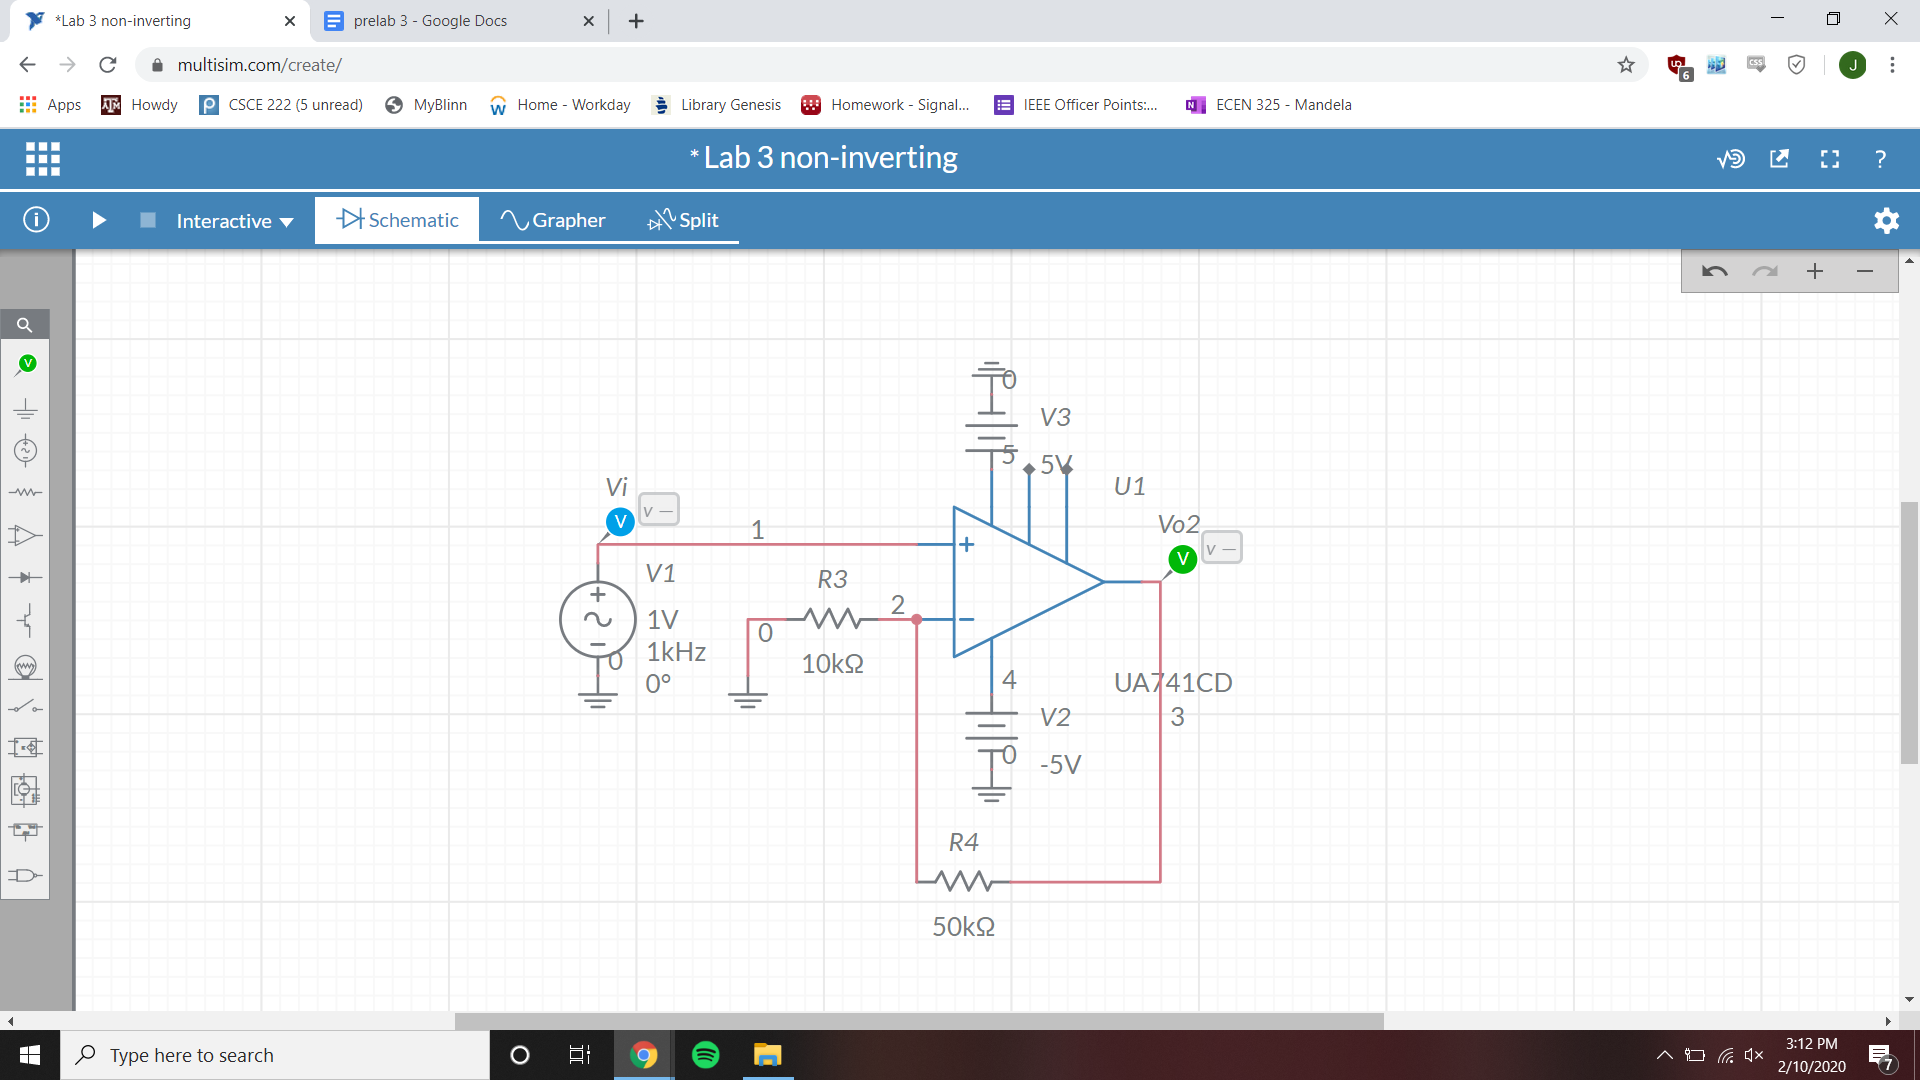 *Lab 3 non-inverting
prelab 3 - Google Docs
multisim.com/create/
6
J
Apps
Howdy
CSCE 222 (5 unread)
MyBlinn
Home - Workday
Library Genesis
Homework - Signal...
IEEE Officer Points:...
ECEN 325 - Mandela
* Lab 3 non-inverting
?
Interactive
Schematic
Grapher
Split
V
0
V3
5
5V
Vi
V
v —
U1
Vo2
V
v —
1
+
V1
1V
1kHz
0°
0
R3
2
0
10kΩ
4
UA741CD
3
V2
0
-5V
R4
50kΩ
Type here to search
3:12 PM
2/10/2020
7